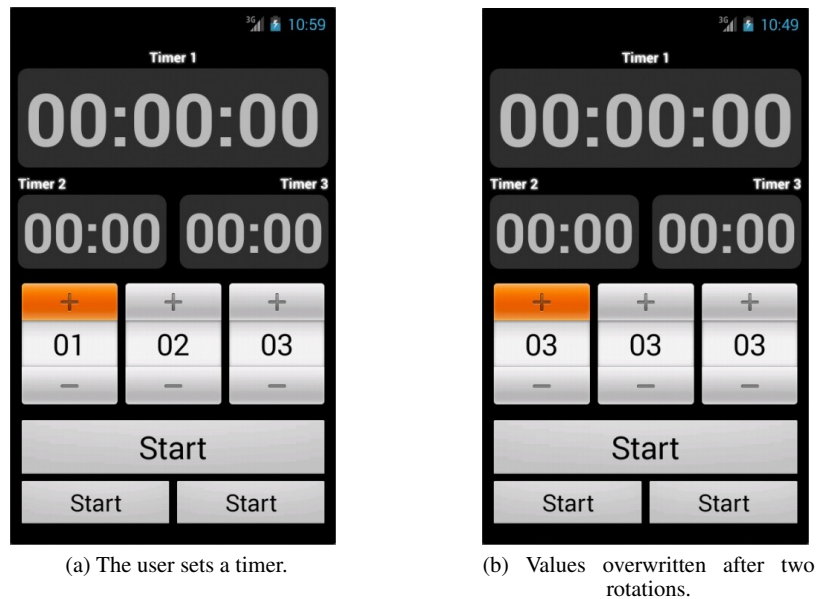 3G 10:59
Timer 1
00:00:00
Timer 2 Timer 3
00:00 00:00
+ + +
01 02 03
− − −
Start
Start Start
(a) The user sets a timer.
3G 10:49
Timer 1
00:00:00
Timer 2 Timer 3
00:00 00:00
+ + +
03 03 03
− − −
Start
Start Start
(b) Values overwritten after two
rotations.